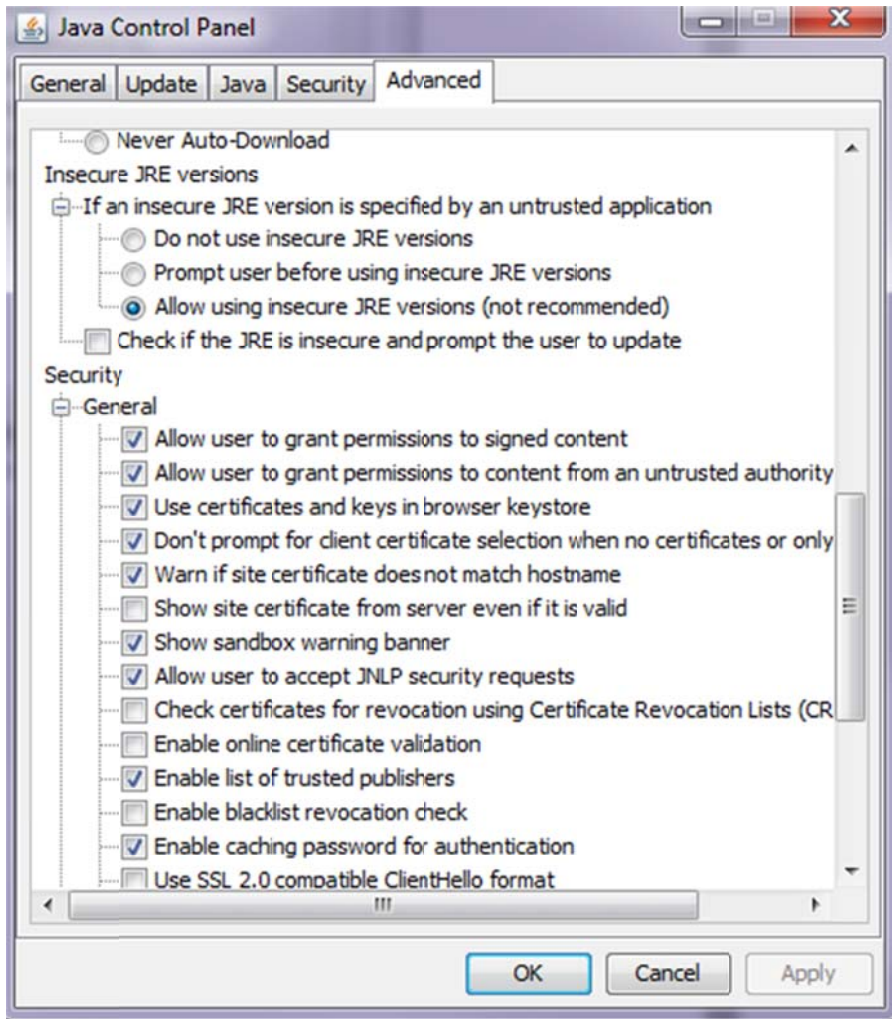 Java Control Panel
General Update Java Security Advanced
Never Auto-Download
Insecure JRE versions
If an insecure JRE version is specified by an untrusted application
Do not use insecure JRE versions
Prompt user before using insecure JRE versions
Allow using insecure JRE versions (not recommended)
Check if the JRE is insecure and prompt the user to update
Security
General
Allow user to grant permissions to signed content
Allow user to grant permissions to content from an untrusted authority
Use certificates and keys in browser keystore
Don't prompt for client certificate selection when no certificates or only
Warn if site certificate does not match hostname
Show site certificate from server even if it is valid
Show sandbox warning banner
Allow user to accept JNLP security requests
Check certificates for revocation using Certificate Revocation Lists (CR
Enable online certificate validation
Enable list of trusted publishers
Enable blacklist revocation check
Enable caching password for authentication
Use SSL 2.0 compatible ClientHello format
OK Cancel Apply